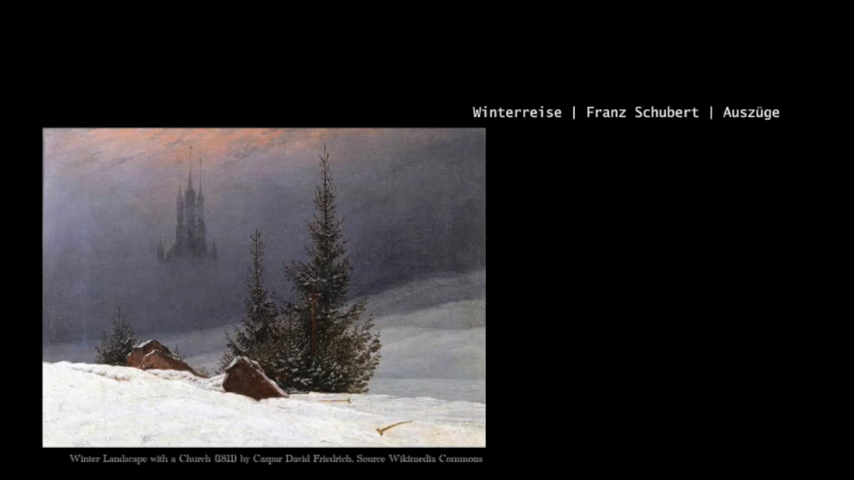 Winterreise | Franz Schubert | Auszüge
Winter Landscape with a Church (1811) by Caspar David Friedrich. Source Wikimedia Commons